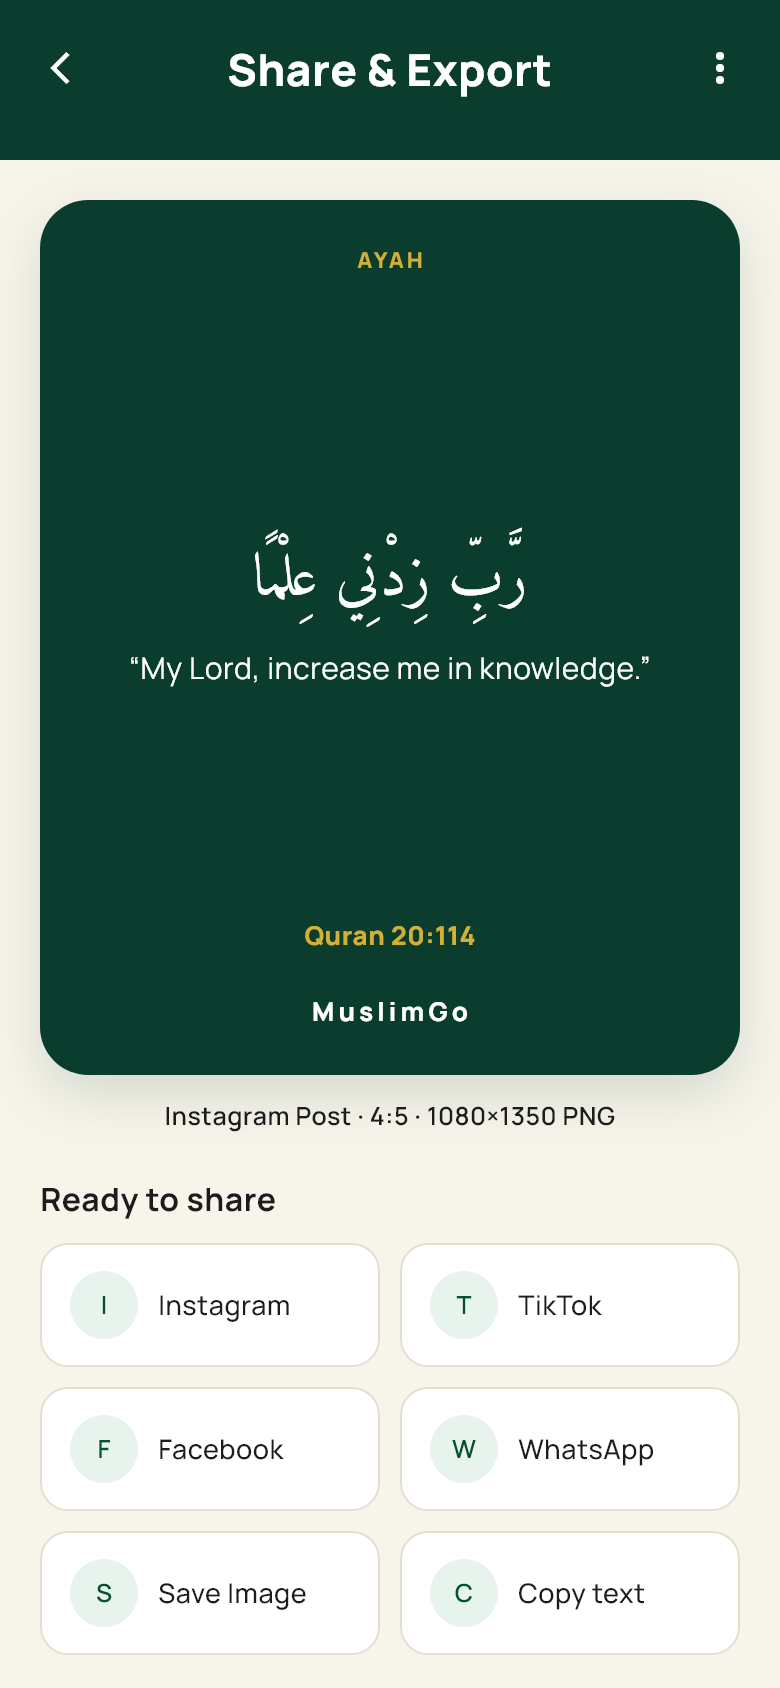 Share & Export
AYAH
رَّبِّ زِدْنِي عِلْمًا
“My Lord, increase me in knowledge.”
Quran 20:114
MuslimGo
Instagram Post · 4:5 · 1080×1350 PNG
Ready to share
I Instagram
T TikTok
F Facebook
W WhatsApp
S Save Image
C Copy text